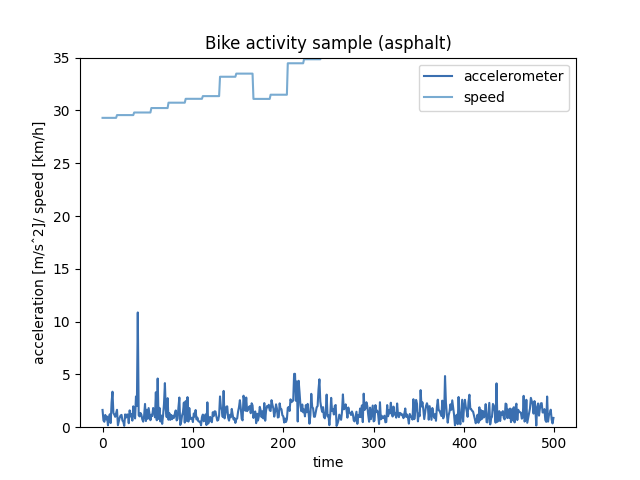 Bike activity sample (asphalt)
accelerometer
speed
acceleration [m/sˆ2]/ speed [km/h]
35
30
25
20
15
10
5
0
0 100 200 300 400 500
time